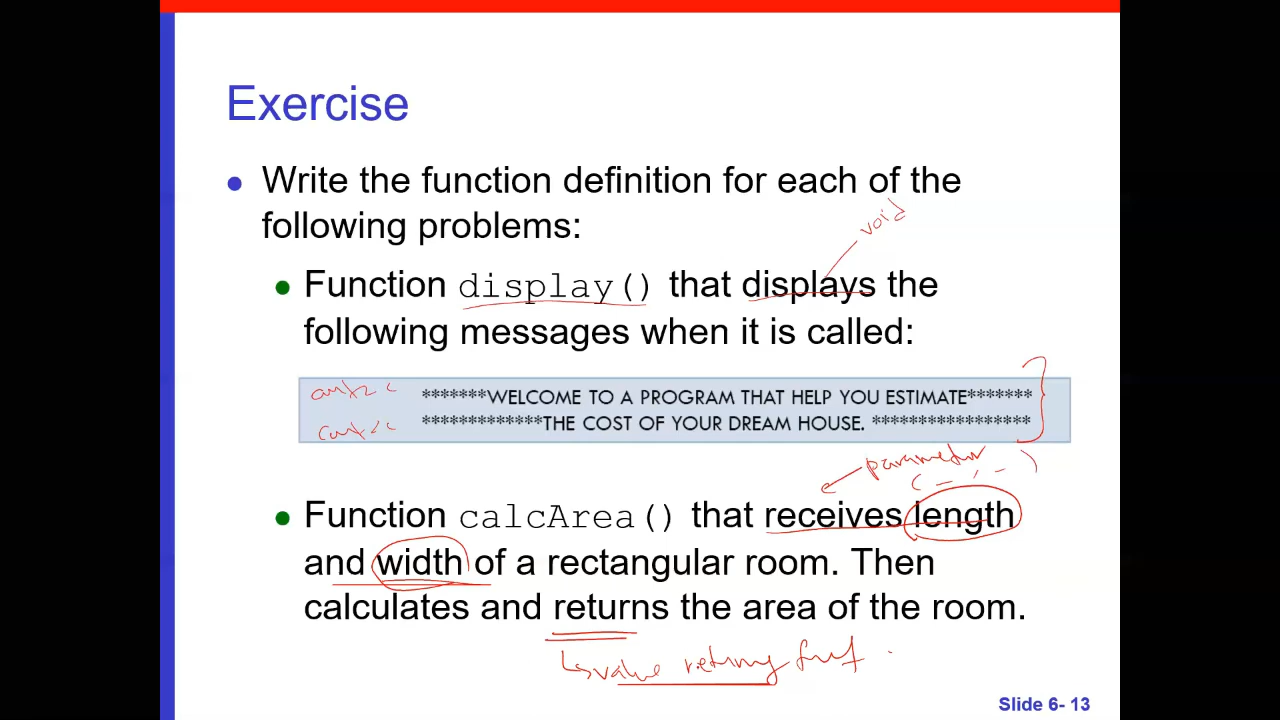 Exercise
Write the function definition for each of the
following problems:
void
Function display() that displays the
following messages when it is called:
cout<< *******WELCOME TO A PROGRAM THAT HELP YOU ESTIMATE*******
cout<< *************THE COST OF YOUR DREAM HOUSE. *****************
parameter
( - , - )
Function calcArea() that receives length
and width of a rectangular room. Then
calculates and returns the area of the room.
value returning
Slide 6- 13